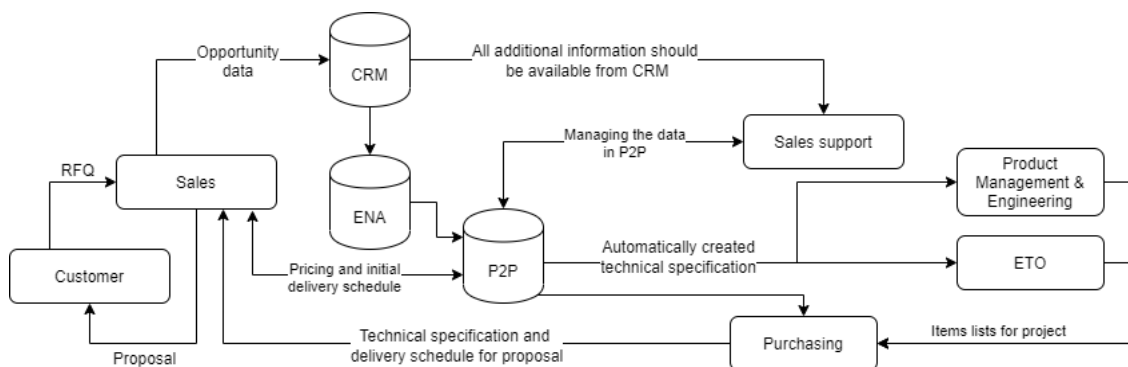 Opportunity
data
CRM
All additional information should
be available from CRM
Managing the data
in P2P
Sales support
RFQ
Sales
Product
Management &
Engineering
ENA
Customer
Pricing and initial
delivery schedule
P2P
Automatically created
technical specification
ETO
Proposal
Technical specification and
delivery schedule for proposal
Purchasing
Items lists for project